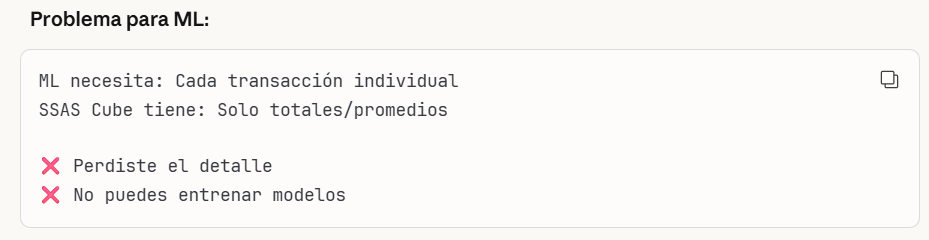 Problema para ML:
ML necesita: Cada transacción individual
SSAS Cube tiene: Solo totales/promedios
❌ Perdiste el detalle
❌ No puedes entrenar modelos